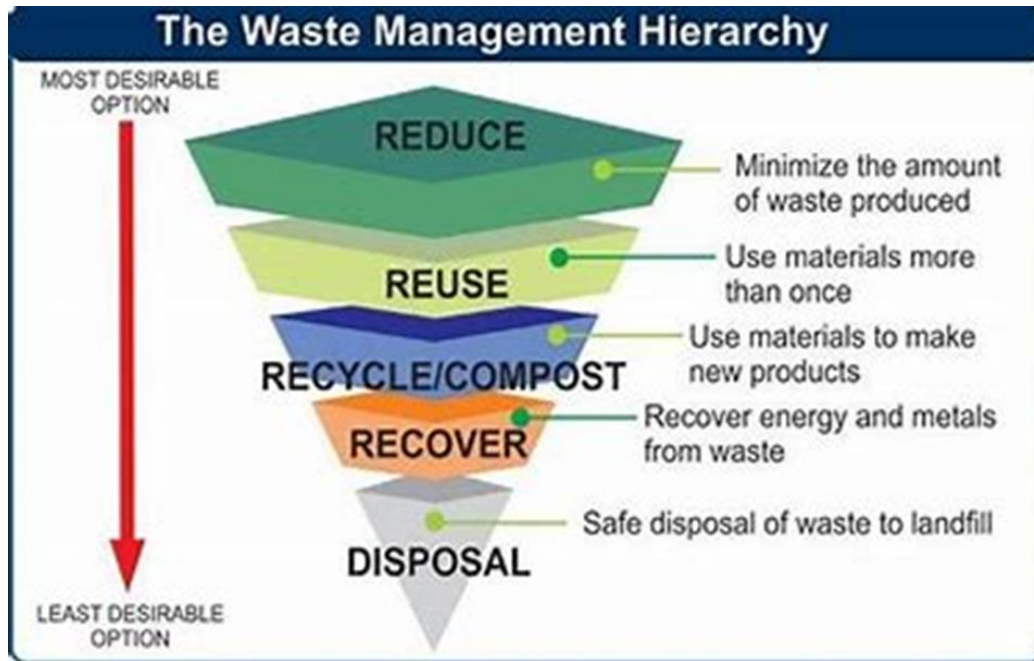 The Waste Management Hierarchy
MOST DESIRABLE
OPTION
REDUCE
Minimize the amount
of waste produced
REUSE
Use materials more
than once
RECYCLE/COMPOST
Use materials to make
new products
RECOVER
Recover energy and metals
from waste
DISPOSAL
Safe disposal of waste to landfill
LEAST DESIRABLE
OPTION